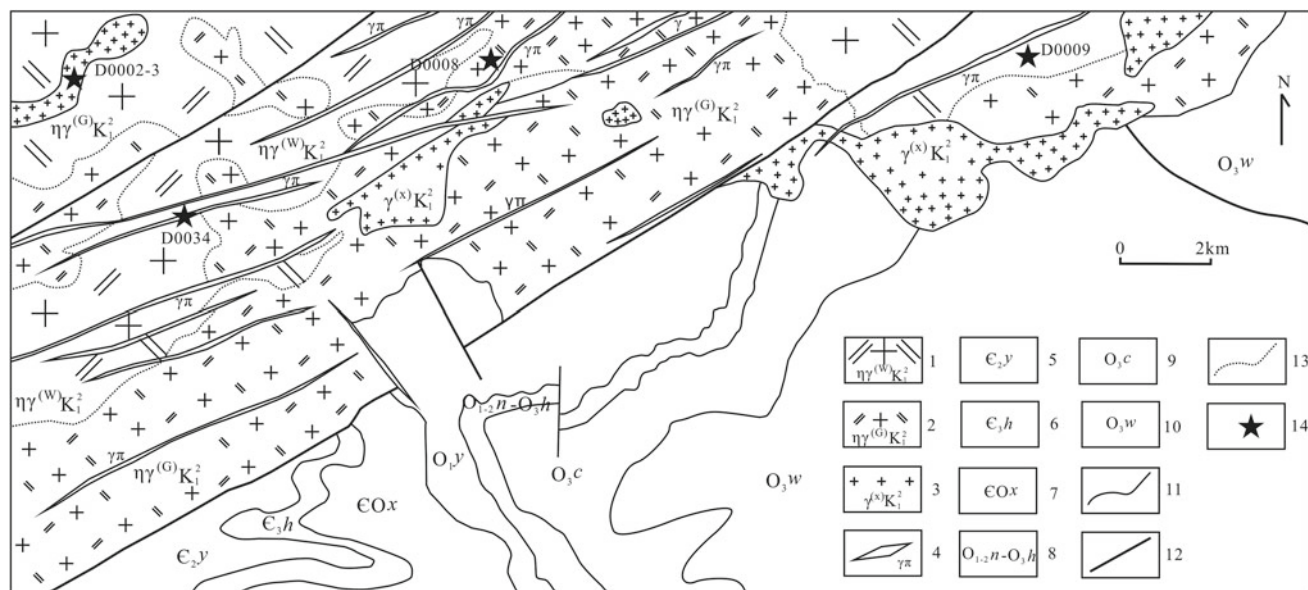 γπ
γπ
γ
D0009
D0002-3
D0008
γπ
γπ
γπ
N
ηγ⁽ᴳ⁾K₁²
ηγ⁽ᴳ⁾K₁²
ηγ⁽ᵂ⁾K₁²
γ⁽ˣ⁾K₁²
O₃w
γπ
γ⁽ˣ⁾K₁²
γπ
D0034
0 2km
γπ
ηγ⁽ᵂ⁾K₁² 1
Є₂y 5
O₃c 9
13
ηγ⁽ᵂ⁾K₁²
O₁₋₂n-O₃h
ηγ⁽ᴳ⁾K₁² 2
Є₃h 6
O₃w 10
14
γπ
ηγ⁽ᴳ⁾K₁²
O₁y
O₃c
O₃w
γ⁽ˣ⁾K₁² 3
ЄOx 7
11
ЄOx
Є₃h
Є₂y
γπ 4
O₁₋₂n-O₃h 8
12